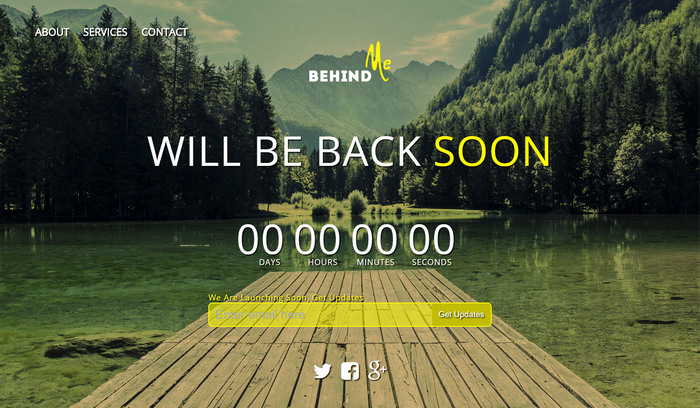 ABOUT SERVICES CONTACT
BEHIND Me
WILL BE BACK SOON
00 00 00 00
DAYS HOURS MINUTES SECONDS
We Are Launching Soon, Get Updates
Enter email here
Get Updates